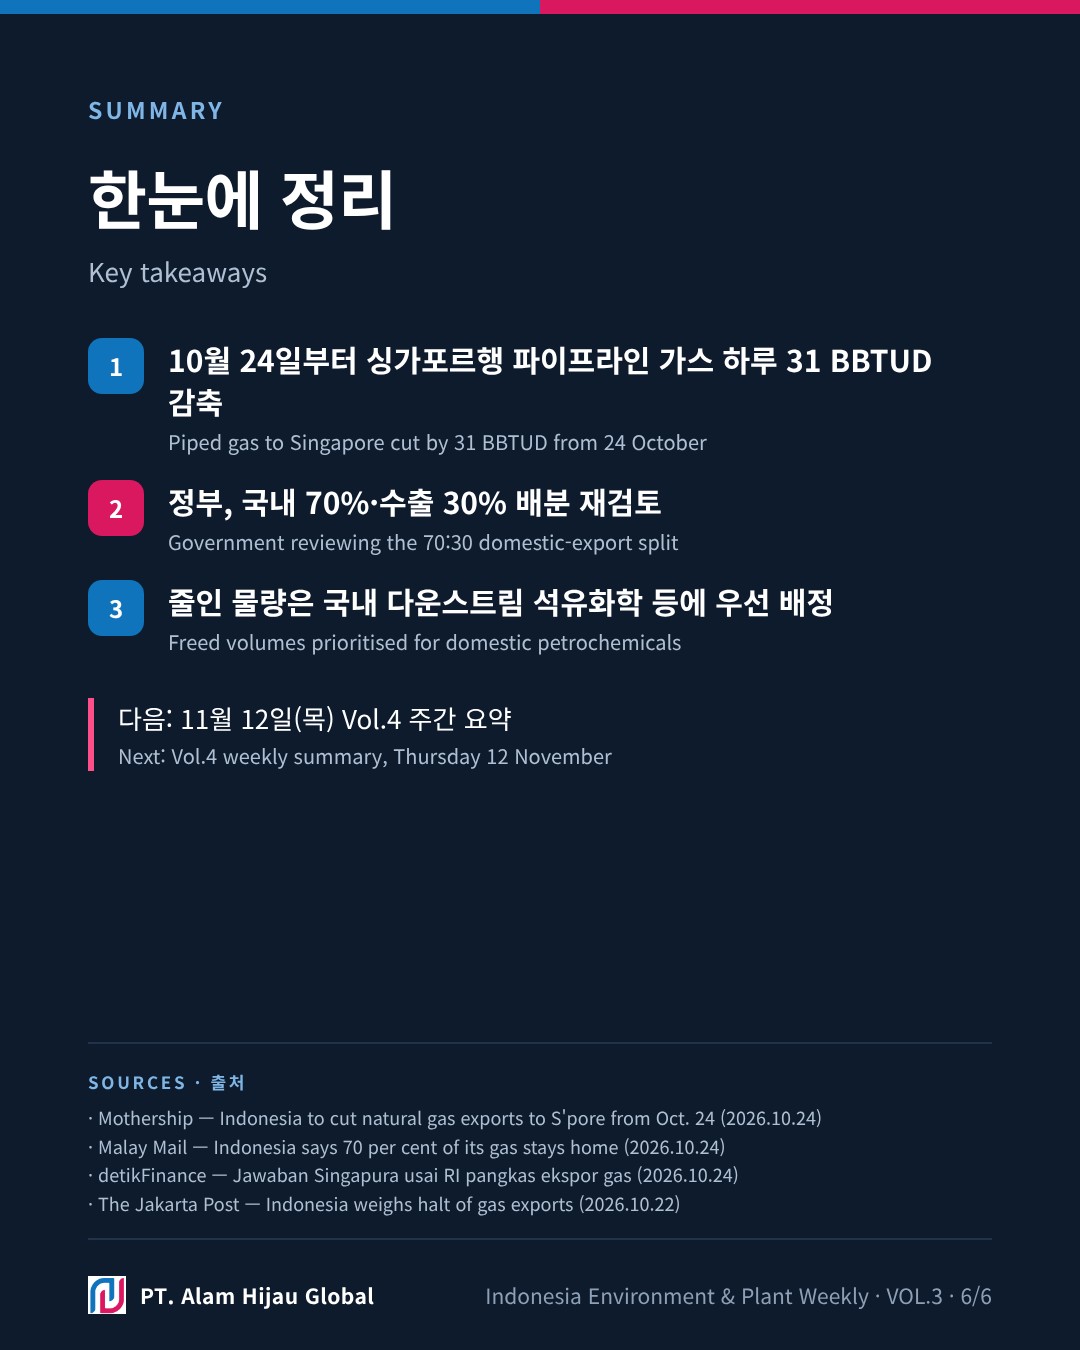 SUMMARY
한눈에 정리
Key takeaways
1
10월 24일부터 싱가포르행 파이프라인 가스 하루 31 BBTUD
감축
Piped gas to Singapore cut by 31 BBTUD from 24 October
2
정부, 국내 70%·수출 30% 배분 재검토
Government reviewing the 70:30 domestic-export split
3
줄인 물량은 국내 다운스트림 석유화학 등에 우선 배정
Freed volumes prioritised for domestic petrochemicals
다음: 11월 12일(목) Vol.4 주간 요약
Next: Vol.4 weekly summary, Thursday 12 November
SOURCES · 출처
· Mothership — Indonesia to cut natural gas exports to S'pore from Oct. 24 (2026.10.24)
· Malay Mail — Indonesia says 70 per cent of its gas stays home (2026.10.24)
· detikFinance — Jawaban Singapura usai RI pangkas ekspor gas (2026.10.24)
· The Jakarta Post — Indonesia weighs halt of gas exports (2026.10.22)
PT. Alam Hijau Global
Indonesia Environment & Plant Weekly · VOL.3 · 6/6